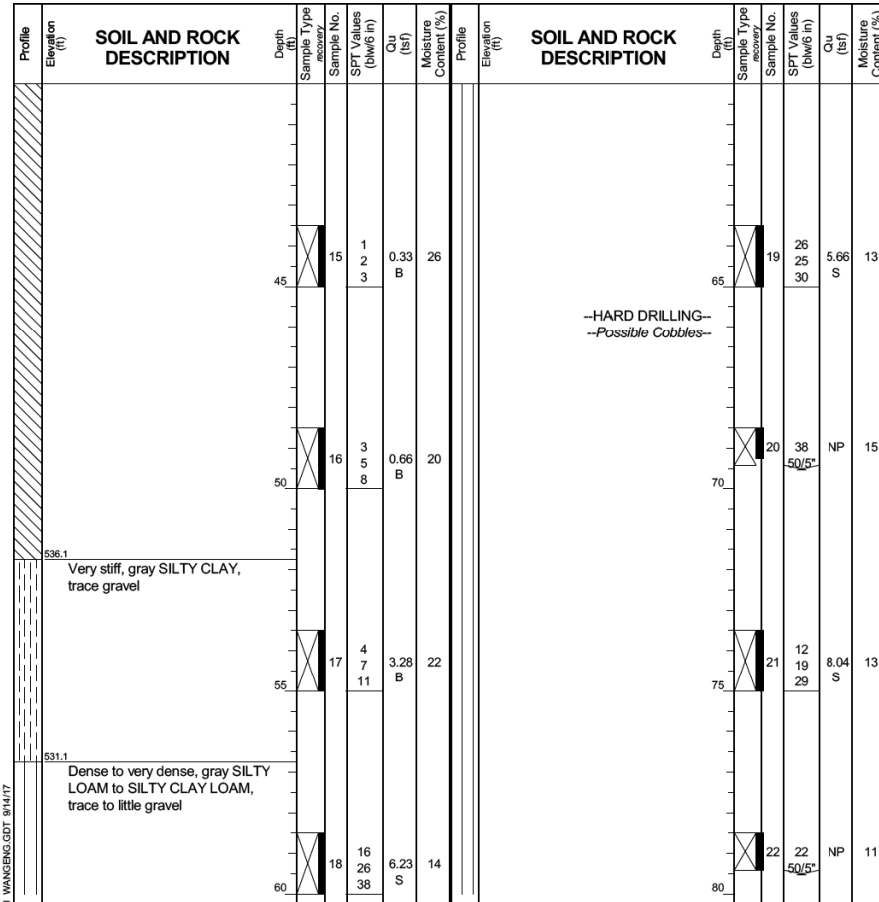 Profile
Elevation
(ft)
SOIL AND ROCK
DESCRIPTION
Depth
(ft)
Sample Type
recovery
Sample No.
SPT Values
(blw/6 in)
Qu
(tsf)
Moisture
Content (%)
Profile
Elevation
(ft)
SOIL AND ROCK
DESCRIPTION
Depth
(ft)
Sample Type
recovery
Sample No.
SPT Values
(blw/6 in)
Qu
(tsf)
Moisture
Content (%)
45
15
1
2
3
0.33
B
26
50
16
3
5
8
0.66
B
20
536.1
Very stiff, gray SILTY CLAY,
trace gravel
55
17
4
7
11
3.28
B
22
531.1
Dense to very dense, gray SILTY
LOAM to SILTY CLAY LOAM,
trace to little gravel
60
18
16
26
38
6.23
S
14
65
19
26
25
30
5.66
S
13
--HARD DRILLING--
--Possible Cobbles--
70
20
38
50/5"
NP
15
75
21
12
19
29
8.04
S
13
80
22
22
50/5"
NP
11
WANGENG.GDT 9/14/17